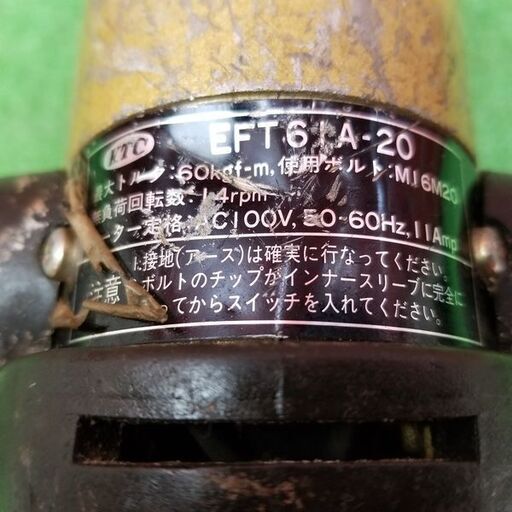 ETC EFT61A-20
最大トルク:60kgf-m,使用ボルト:M16M20
負荷回転数:14rpm
ター定格:AC100V,50-60Hz,11Amp
接地(アース)は確実に行なってください。
注意 ボルトのチップがインナースリーブに完全に
ってからスイッチを入れてください。